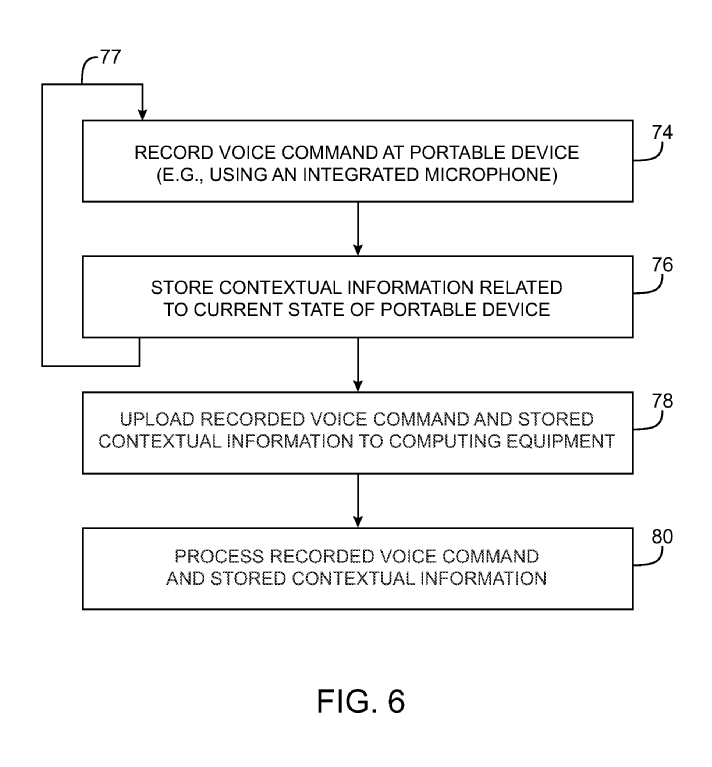 77
74
RECORD VOICE COMMAND AT PORTABLE DEVICE
(E.G., USING AN INTEGRATED MICROPHONE)
76
STORE CONTEXTUAL INFORMATION RELATED
TO CURRENT STATE OF PORTABLE DEVICE
78
UPLOAD RECORDED VOICE COMMAND AND STORED
CONTEXTUAL INFORMATION TO COMPUTING EQUIPMENT
80
PROCESS RECORDED VOICE COMMAND
AND STORED CONTEXTUAL INFORMATION
FIG. 6